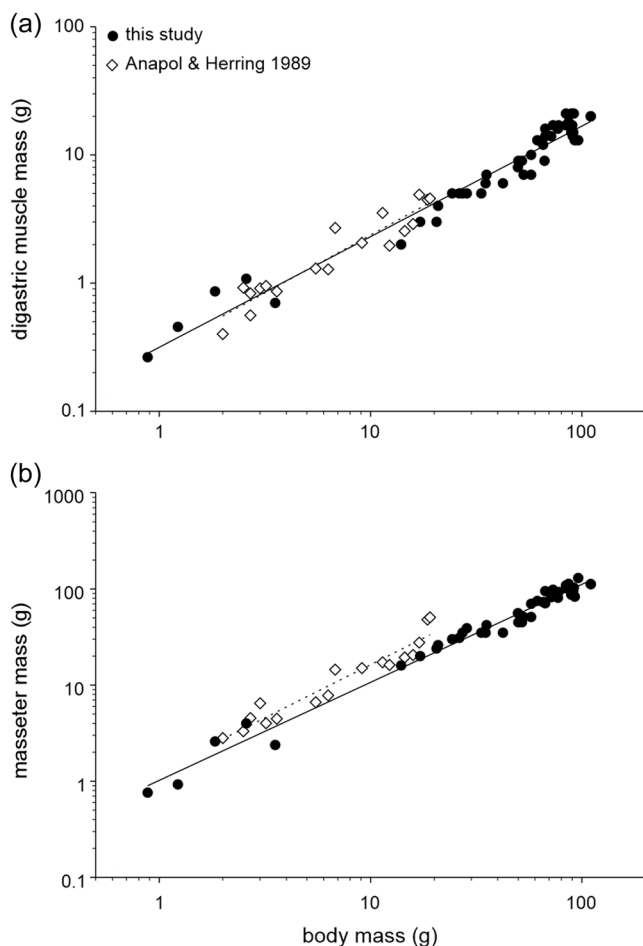 (a)
100
10
1
0.1
digastric muscle mass (g)
this study
Anapol & Herring 1989
1
10
100
(b)
1000
100
10
1
0.1
masseter mass (g)
1
10
100
body mass (g)